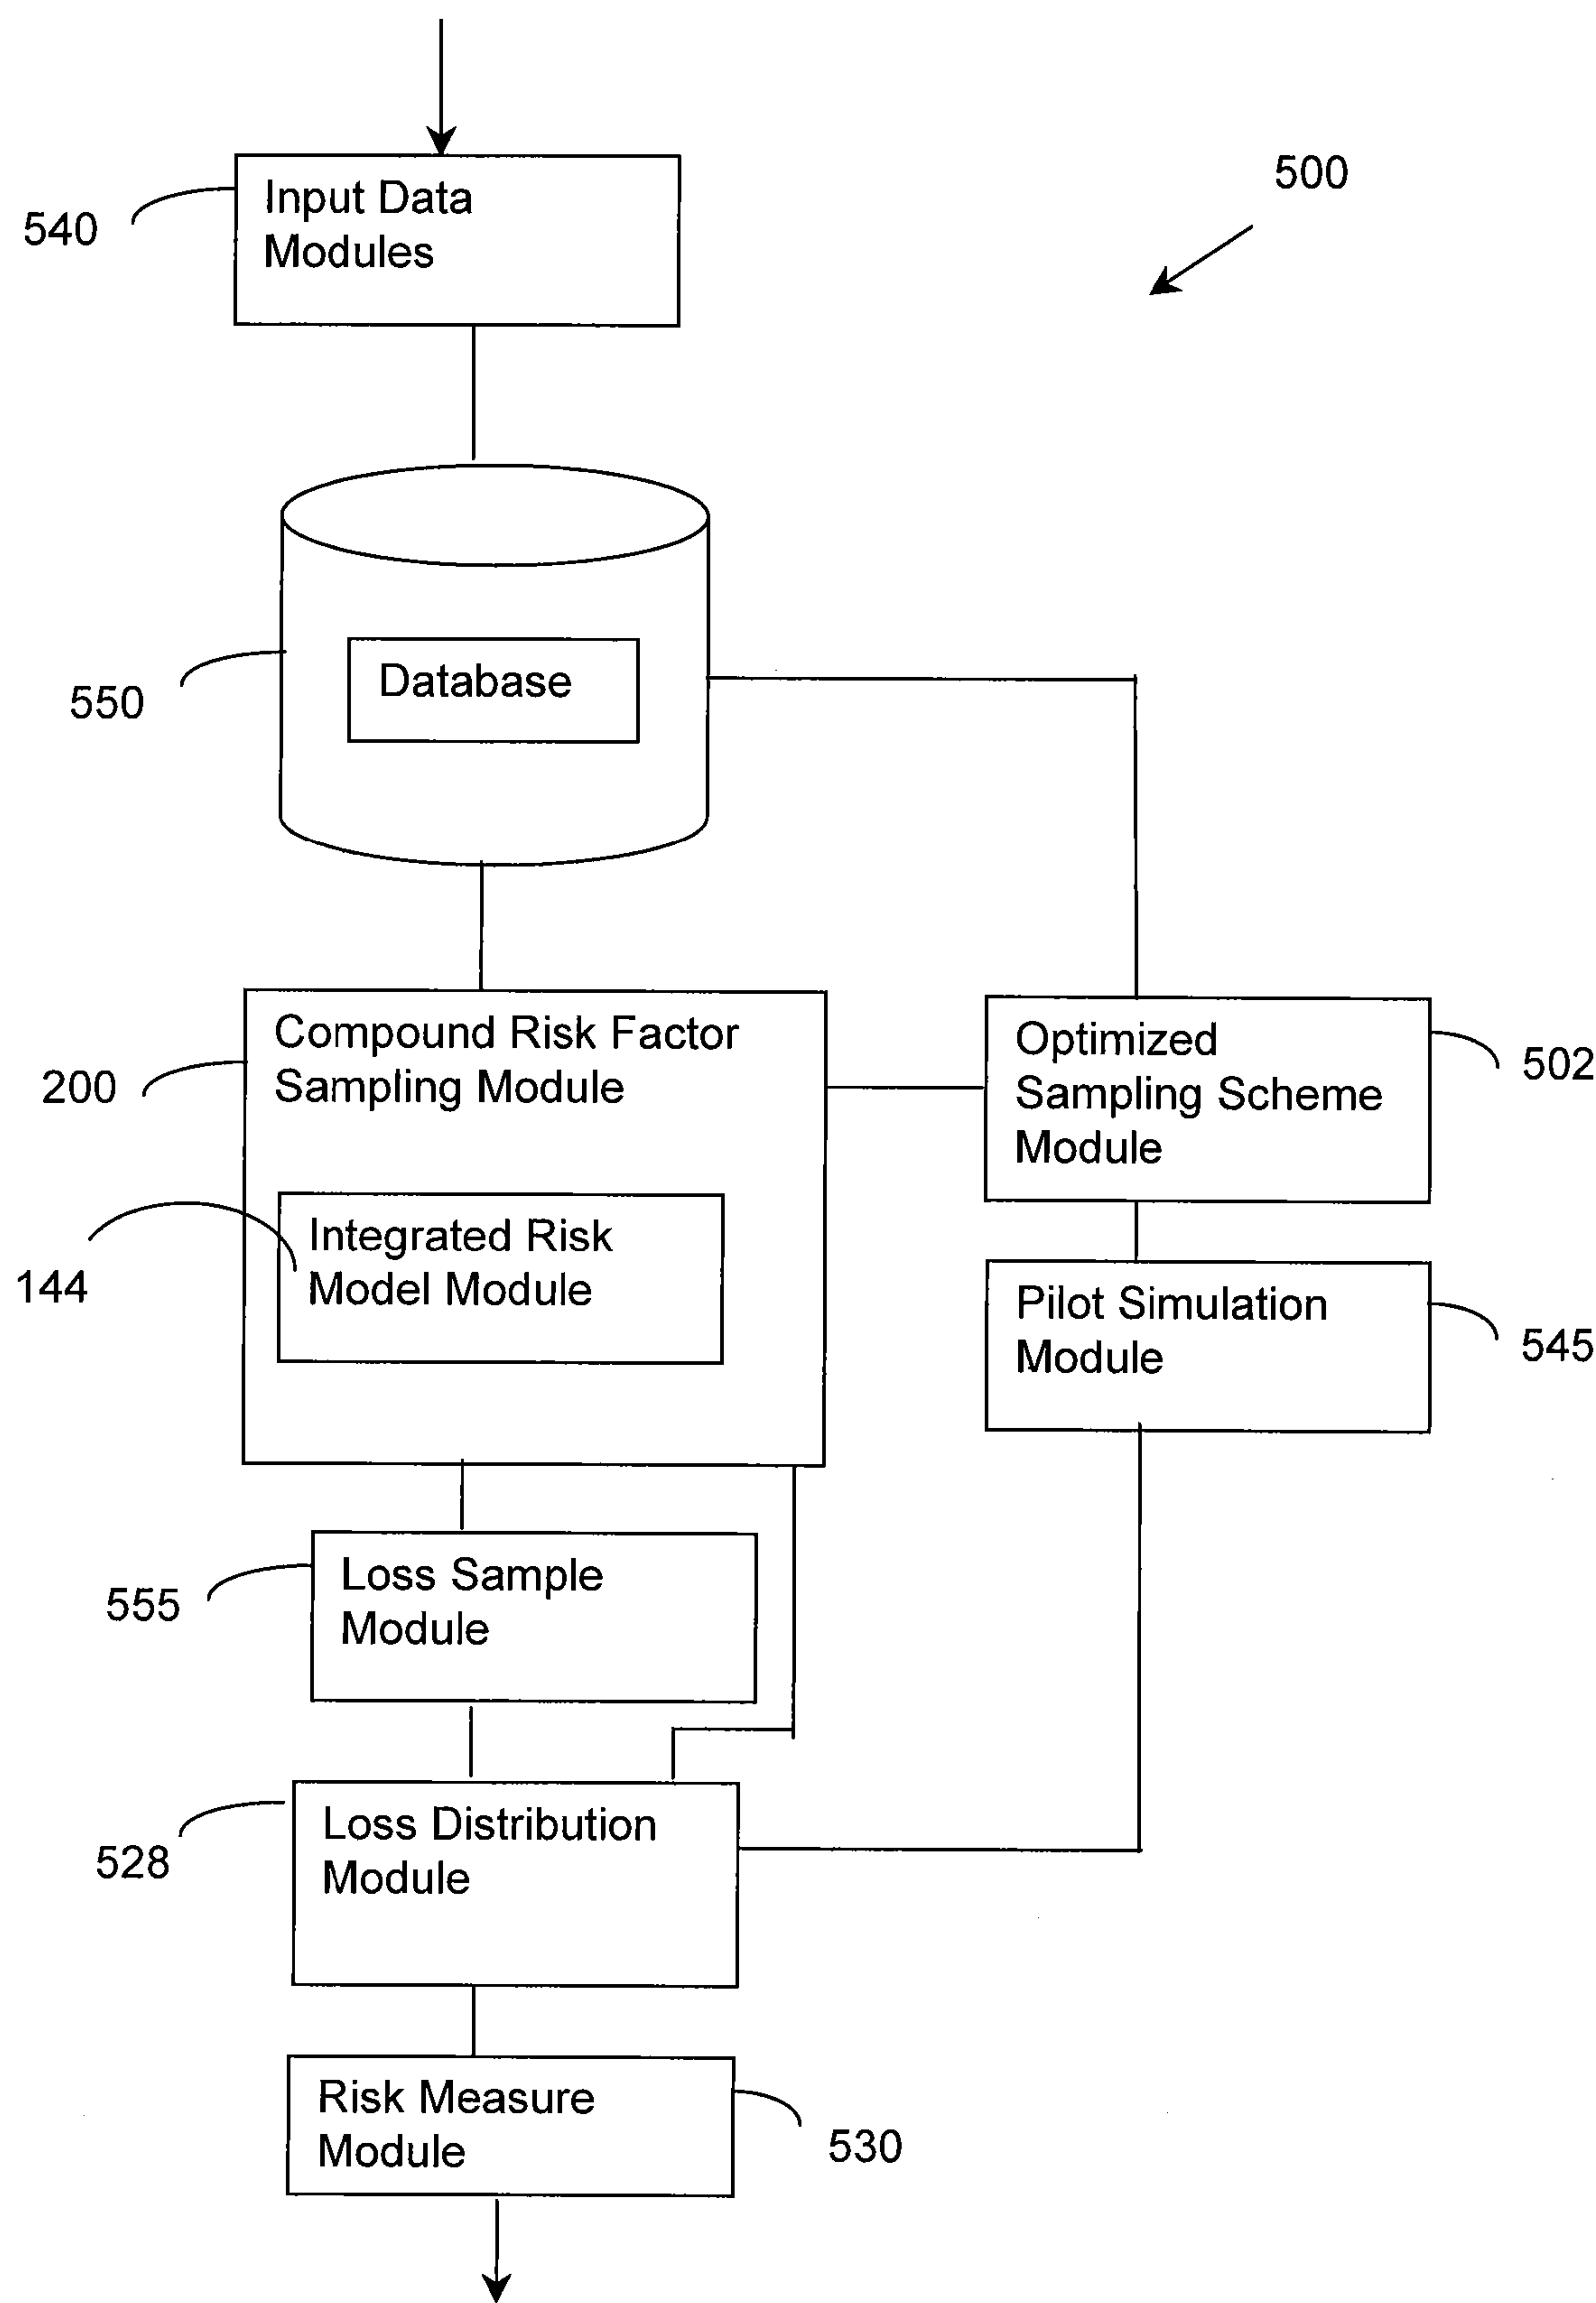 500
540
Input Data
Modules
550
Database
200
Compound Risk Factor
Sampling Module
502
Optimized
Sampling Scheme
Module
144
Integrated Risk
Model Module
545
Pilot Simulation
Module
555
Loss Sample
Module
528
Loss Distribution
Module
530
Risk Measure
Module